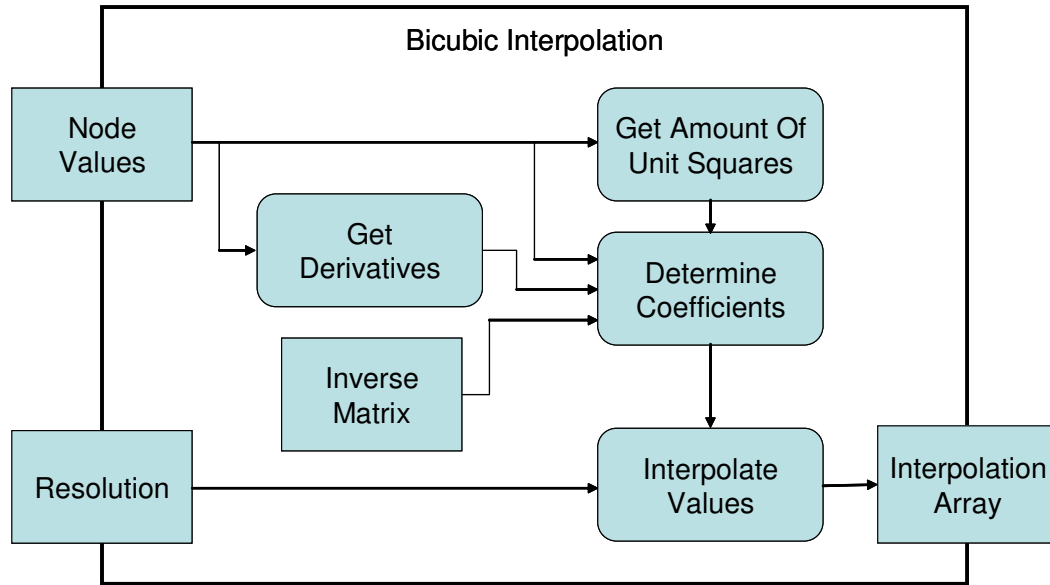 Bicubic Interpolation
Node
Values
Get Amount Of
Unit Squares
Get
Derivatives
Determine
Coefficients
Inverse
Matrix
Resolution
Interpolate
Values
Interpolation
Array